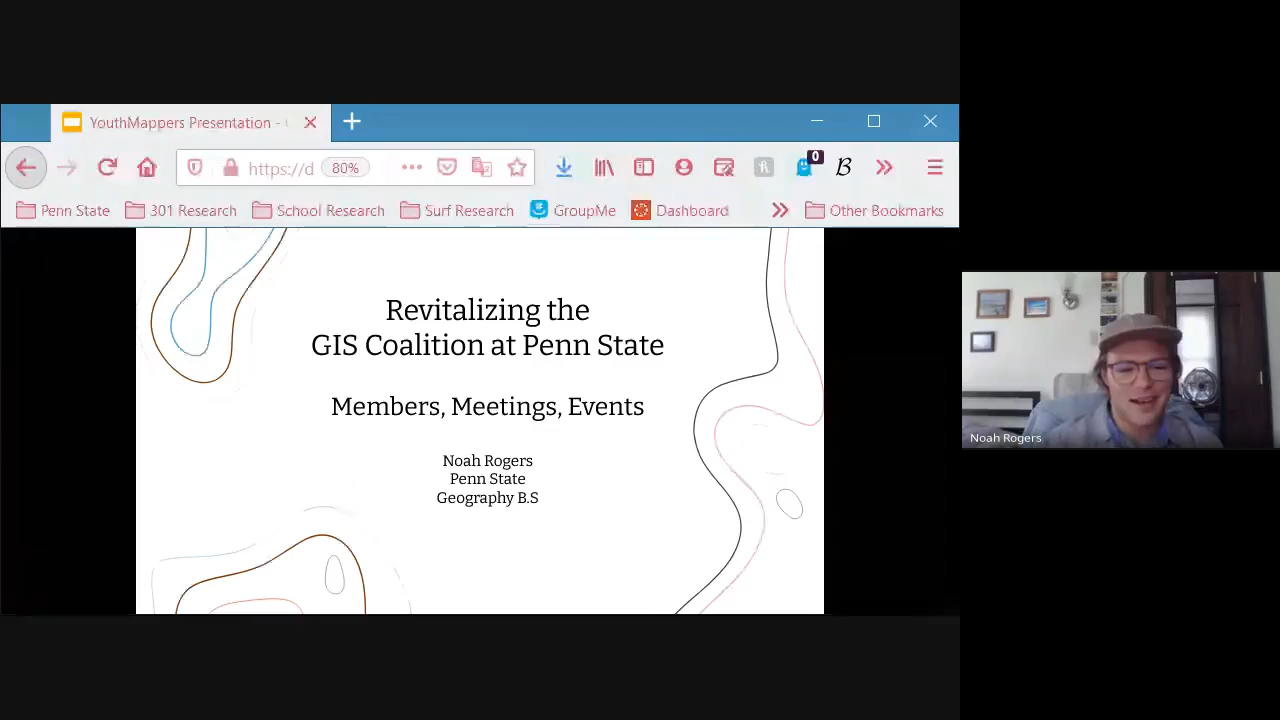 YouthMappers Presentation -
https://d
80%
0
B
Penn State
301 Research
School Research
Surf Research
GroupMe
Dashboard
Other Bookmarks
Revitalizing the
GIS Coalition at Penn State
Members, Meetings, Events
Noah Rogers
Penn State
Geography B.S
Noah Rogers